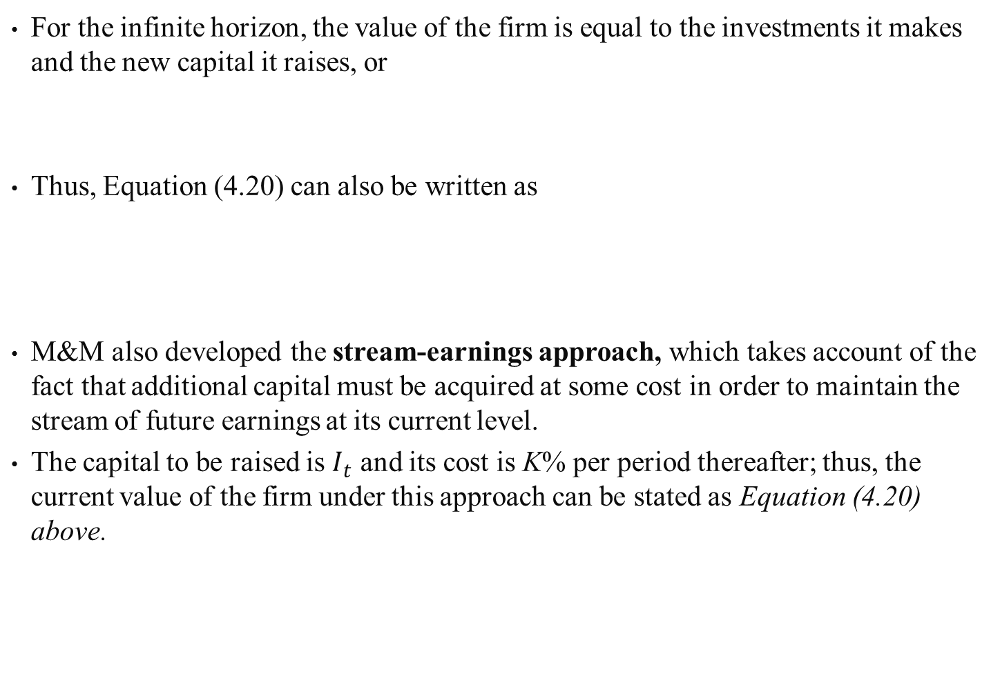 • For the infinite horizon, the value of the firm is equal to the investments it makes
and the new capital it raises, or
• Thus, Equation (4.20) can also be written as
• M&M also developed the stream-earnings approach, which takes account of the
fact that additional capital must be acquired at some cost in order to maintain the
stream of future earnings at its current level.
• The capital to be raised is I_t and its cost is K% per period thereafter; thus, the
current value of the firm under this approach can be stated as Equation (4.20)
above.